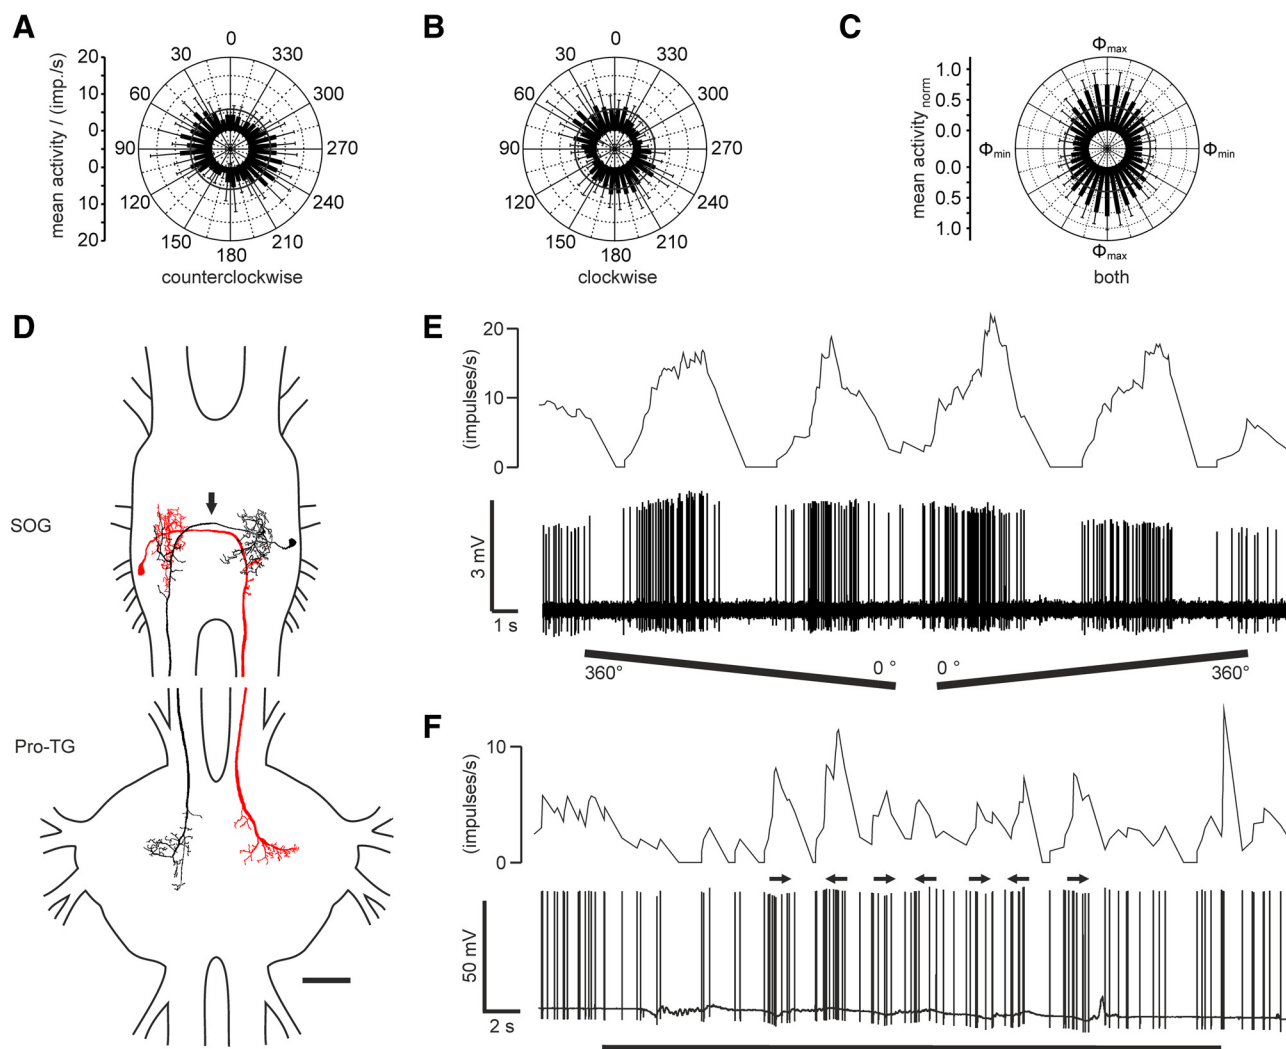 A
mean activity / (imp./s)
20
10
0
0
10
20
0
330
300
270
240
210
180
150
120
90
60
30
counterclockwise
B
0
330
300
270
240
210
180
150
120
90
60
30
clockwise
C
mean activity norm
1.0
0.5
0.0
0.0
0.5
1.0
Φmax
Φmin
Φmin
Φmax
both
D
SOG
Pro-TG
E
(impulses/s)
20
10
0
3 mV
1 s
360°
0 °
0 °
360°
F
(impulses/s)
10
0
50 mV
2 s